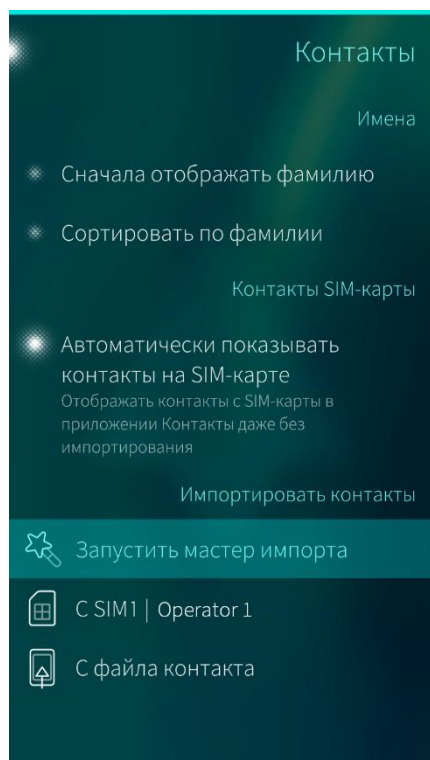 Контакты
Имена
Сначала отображать фамилию
Сортировать по фамилии
Контакты SIM-карты
Автоматически показывать
контакты на SIM-карте
Отображать контакты с SIM-карты в
приложении Контакты даже без
импортирования
Импортировать контакты
Запустить мастер импорта
С SIM1 | Operator 1
С файла контакта